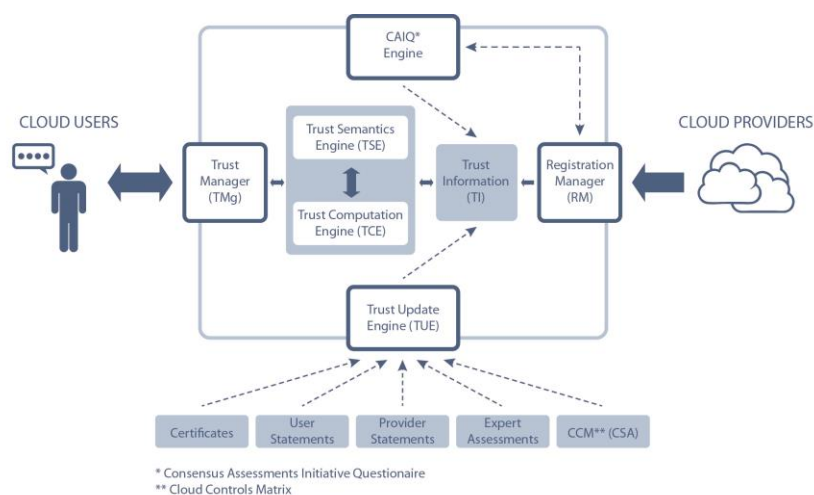 CAIQ*
Engine
CLOUD USERS
CLOUD PROVIDERS
Trust Semantics
Engine (TSE)
Trust
Manager
(TMg)
Trust
Information
(TI)
Registration
Manager
(RM)
Trust Computation
Engine (TCE)
Trust Update
Engine (TUE)
Certificates
User
Statements
Provider
Statements
Expert
Assessments
CCM** (CSA)
* Consensus Assessments Initiative Questionaire
** Cloud Controls Matrix